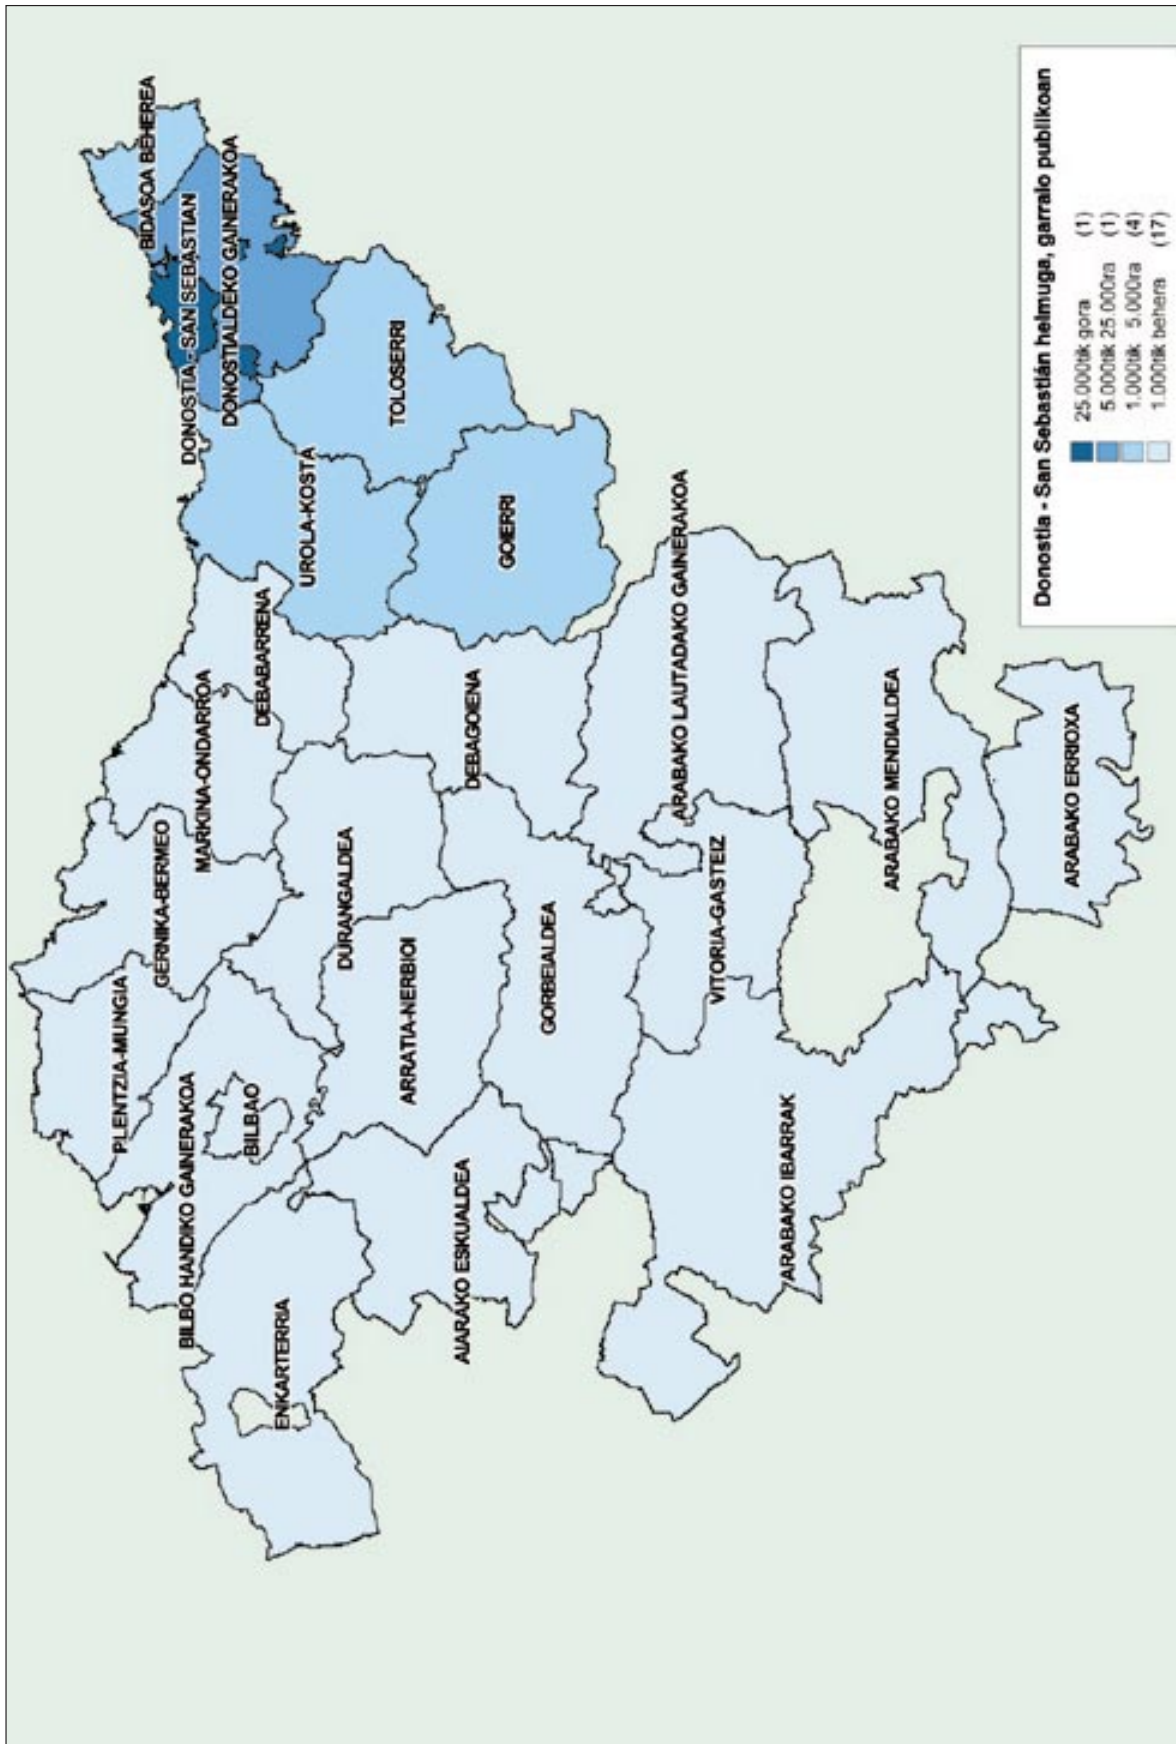 BIDASOA BEHEREA
DONOSTIA - SAN SEBASTIAN
DONOSTIALDEKO GAINERAKOA
TOLOSERRI
UROLA-KOSTA
GOIERRI
DEBABARRENA
MARKINA-ONDARROA
DEBAGOIENA
GERNIKA-BERMEO
DURANGALDEA
PLENTZIA-MUNGIA
ARRATIA-NERBIOI
GORBEIALDEA
BILBAO
BILBO HANDIKO GAINERAKOA
ENKARTERRIA
AIARAKO ESKUALDEA
ARABAKO LAUTADAKO GAINERAKOA
VITORIA-GASTEIZ
ARABAKO MENDIALDEA
ARABAKO ERRIOXA
ARABAKO IBARRAK
Donostia - San Sebastián helmuga, garraio publikoan
25.000tik gora (1)
5.000tik 25.000ra (1)
1.000tik 5.000ra (4)
1.000tik behera (17)